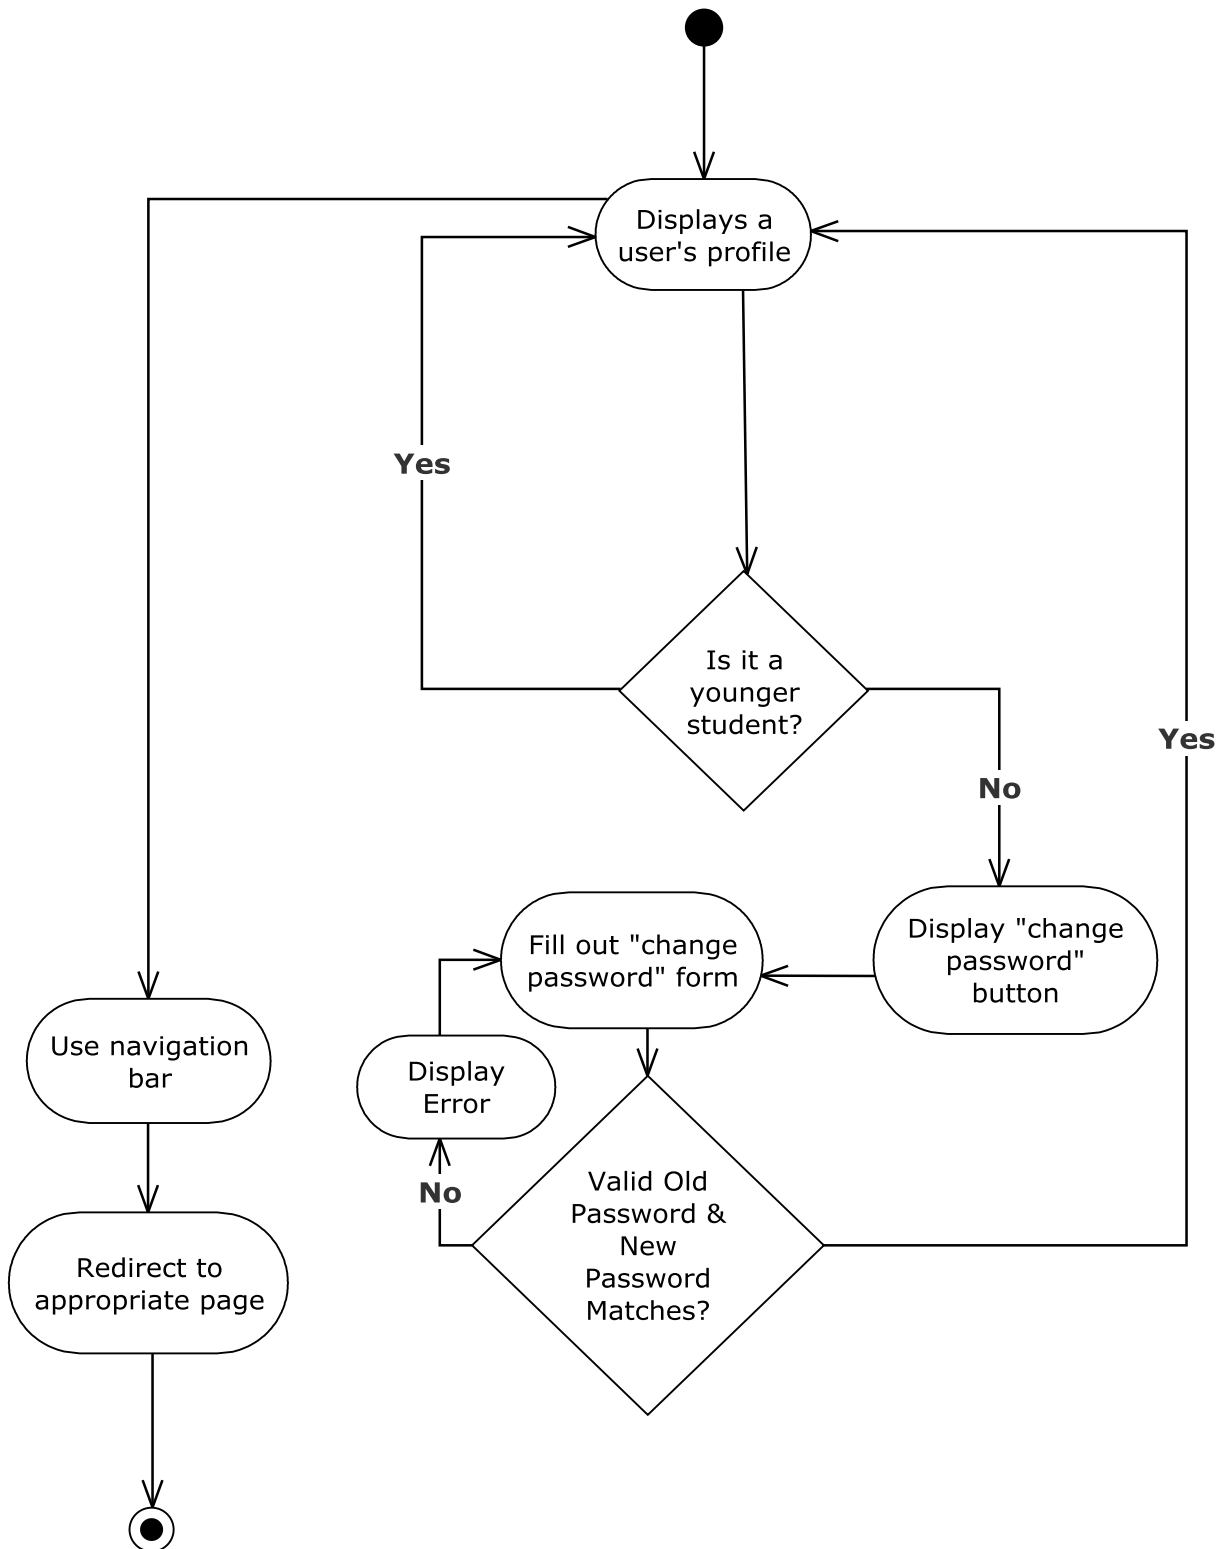 Displays a
user's profile
Yes
Is it a
younger
student?
Yes
No
Fill out "change
password" form
Display "change
password"
button
Use navigation
bar
Display
Error
No
Valid Old
Password &
New
Password
Matches?
Redirect to
appropriate page